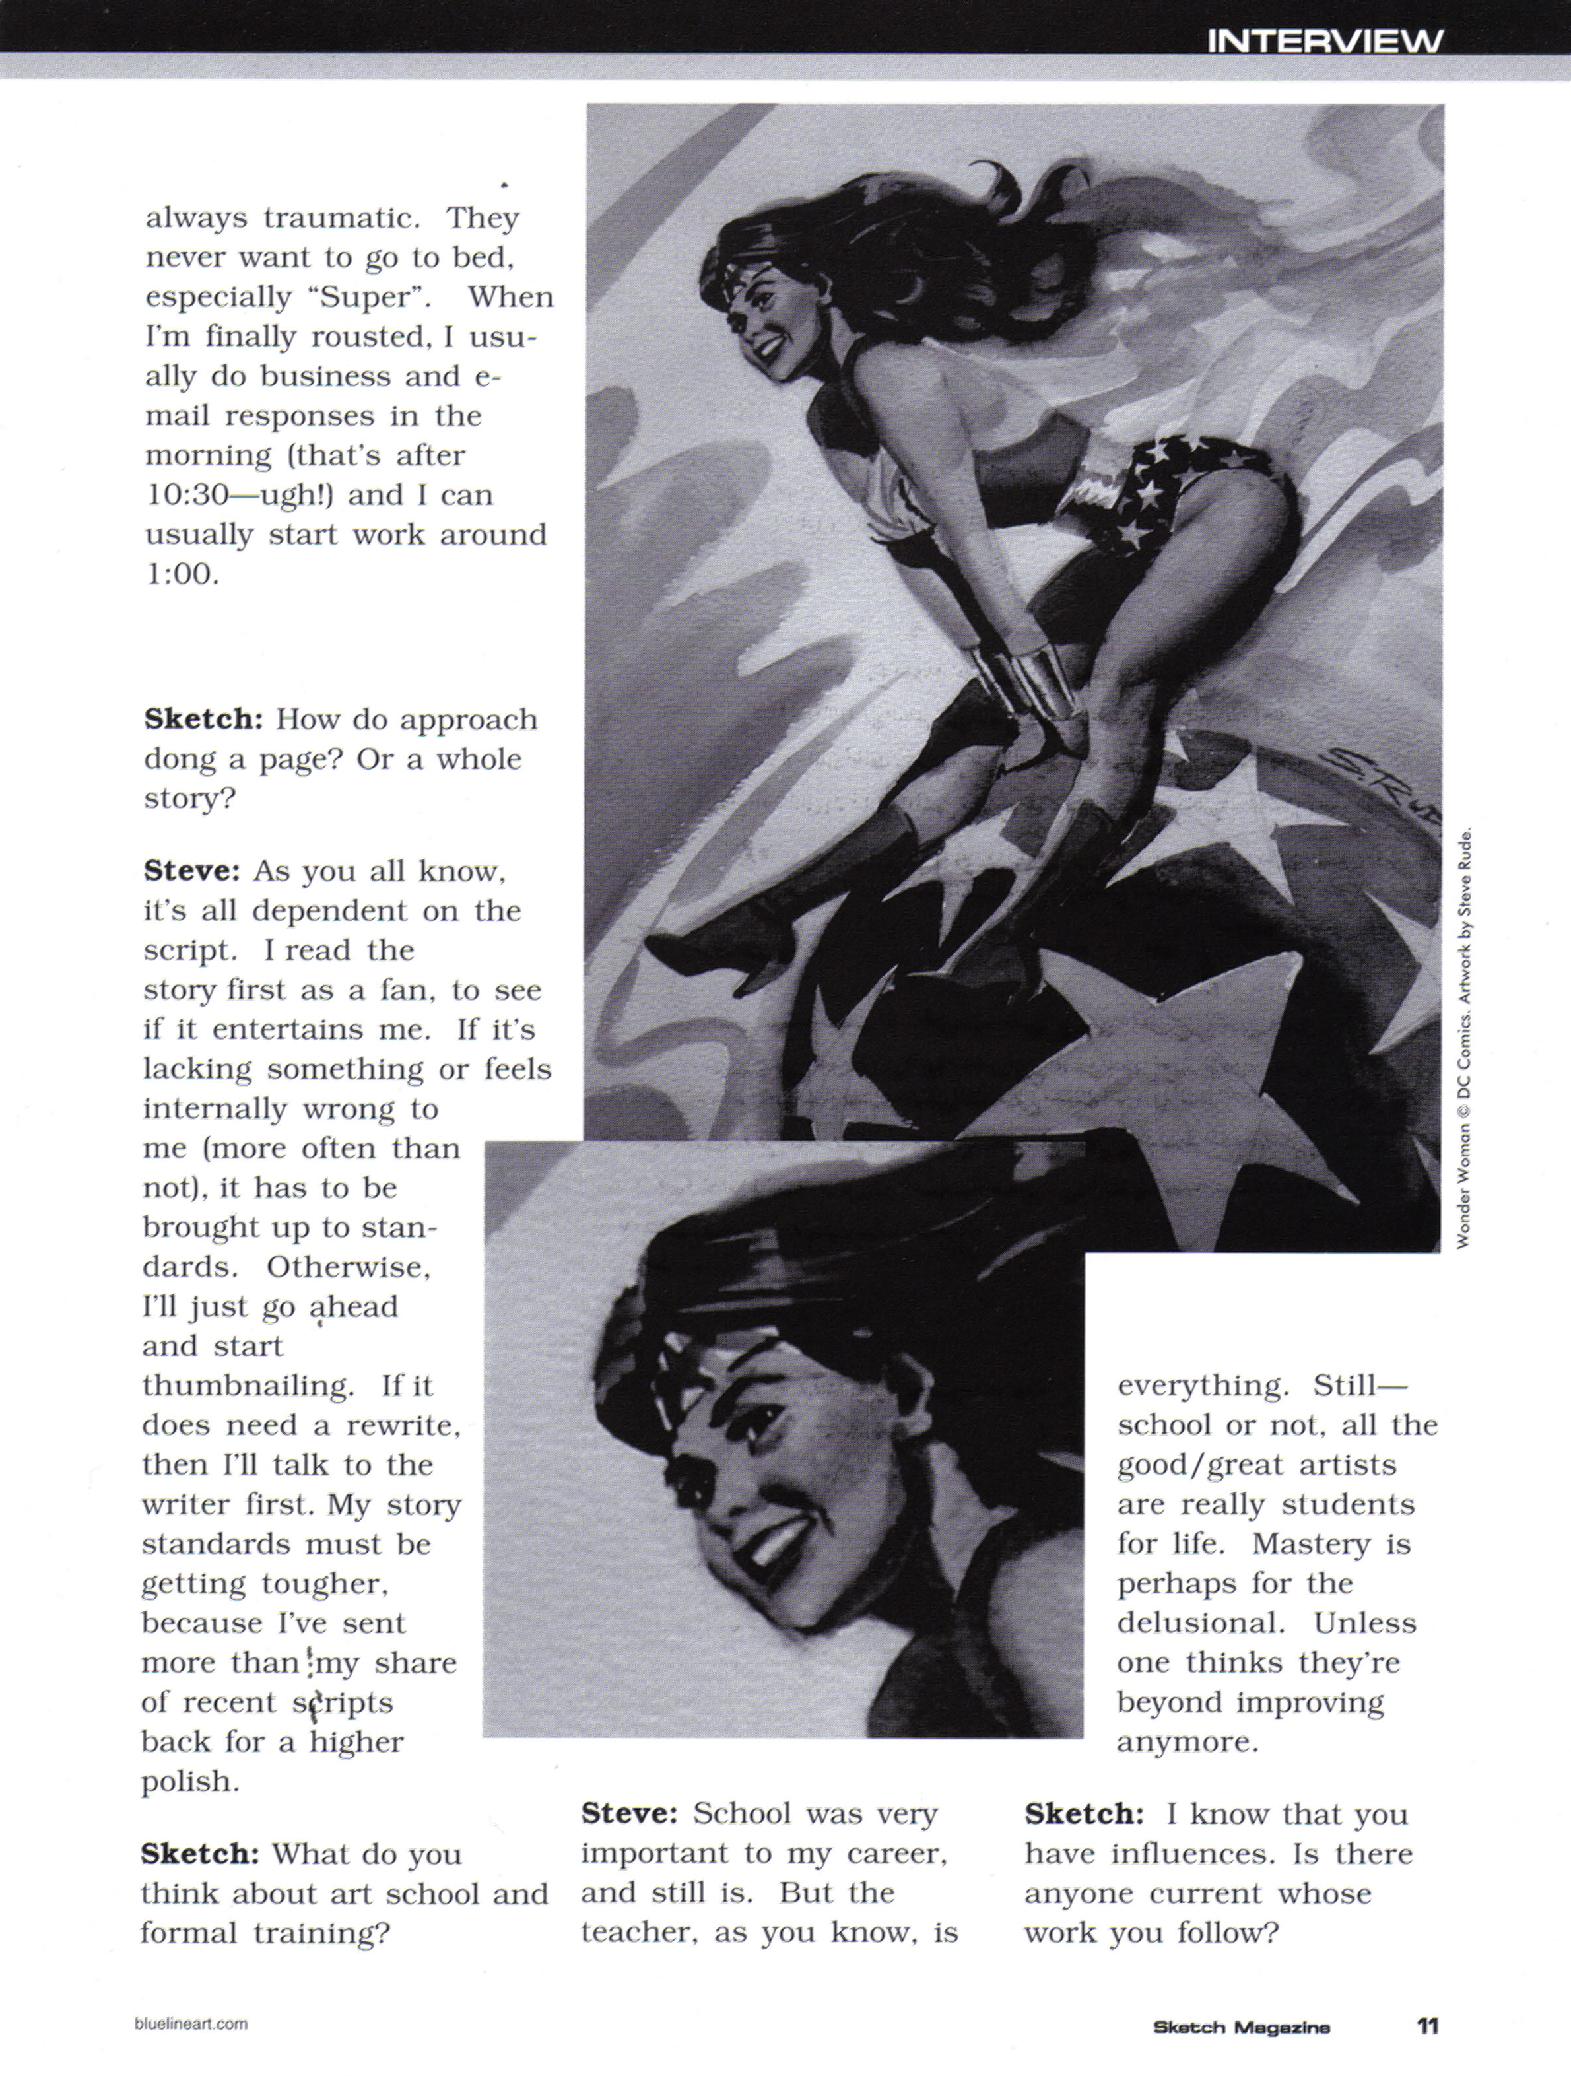 INTERVIEW
always traumatic. They
never want to go to bed,
especially “Super”. When
I'm finally rousted, I usu-
ally do business and e-
mail responses in the
morning (that's after
10:30—ugh!) and I can
usually start work around
1:00.
Sketch: How do approach
dong a page? Or a whole
story?
Steve: As you all know,
it's all dependent on the
script. I read the
story first as a fan, to see
if it entertains me. If it's
lacking something or feels
internally wrong to
me (more often than
not), it has to be
brought up to stan-
dards. Otherwise,
I'll just go ahead
and start
thumbnailing. If it
does need a rewrite,
then I'll talk to the
writer first. My story
standards must be
getting tougher,
because I've sent
more than my share
of recent scripts
back for a higher
polish.
Sketch: What do you
think about art school and
formal training?
Steve: School was very
important to my career,
and still is. But the
teacher, as you know, is
everything. Still—
school or not, all the
good/great artists
are really students
for life. Mastery is
perhaps for the
delusional. Unless
one thinks they're
beyond improving
anymore.
Sketch: I know that you
have influences. Is there
anyone current whose
work you follow?
S. Rude
Wonder Woman © DC Comics. Artwork by Steve Rude.
bluelineart.com
Sketch Magazine
11